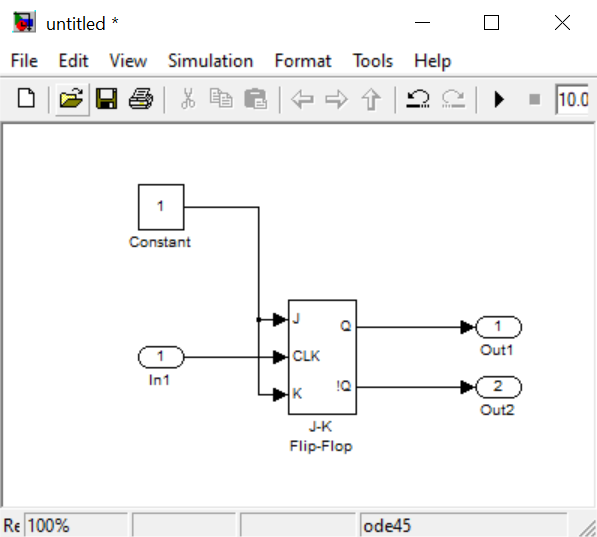 untitled *
File Edit View Simulation Format Tools Help
10.0
1
Constant
J
Q
1
Out1
1
In1
CLK
K
!Q
2
Out2
J-K
Flip-Flop
Re 100% ode45